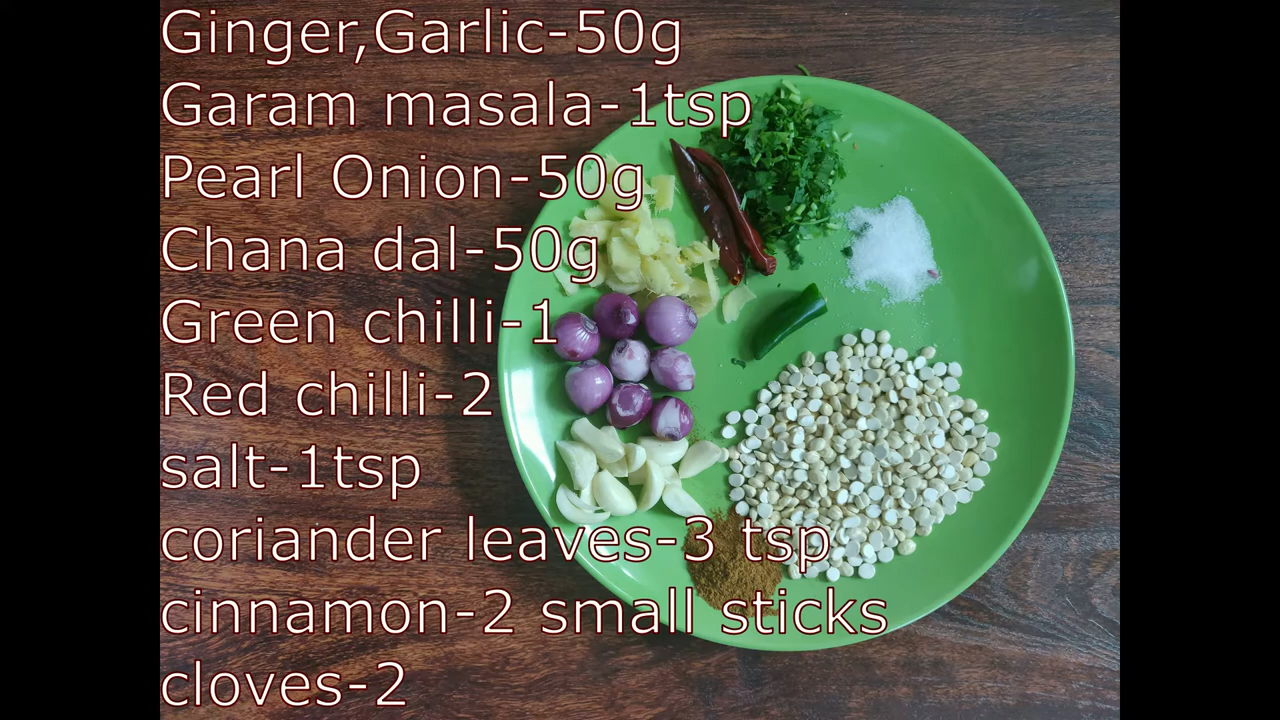 Ginger,Garlic-50g
Garam masala-1tsp
Pearl Onion-50g
Chana dal-50g
Green chilli-1
Red chilli-2
salt-1tsp
coriander leaves-3 tsp
cinnamon-2 small sticks
cloves-2